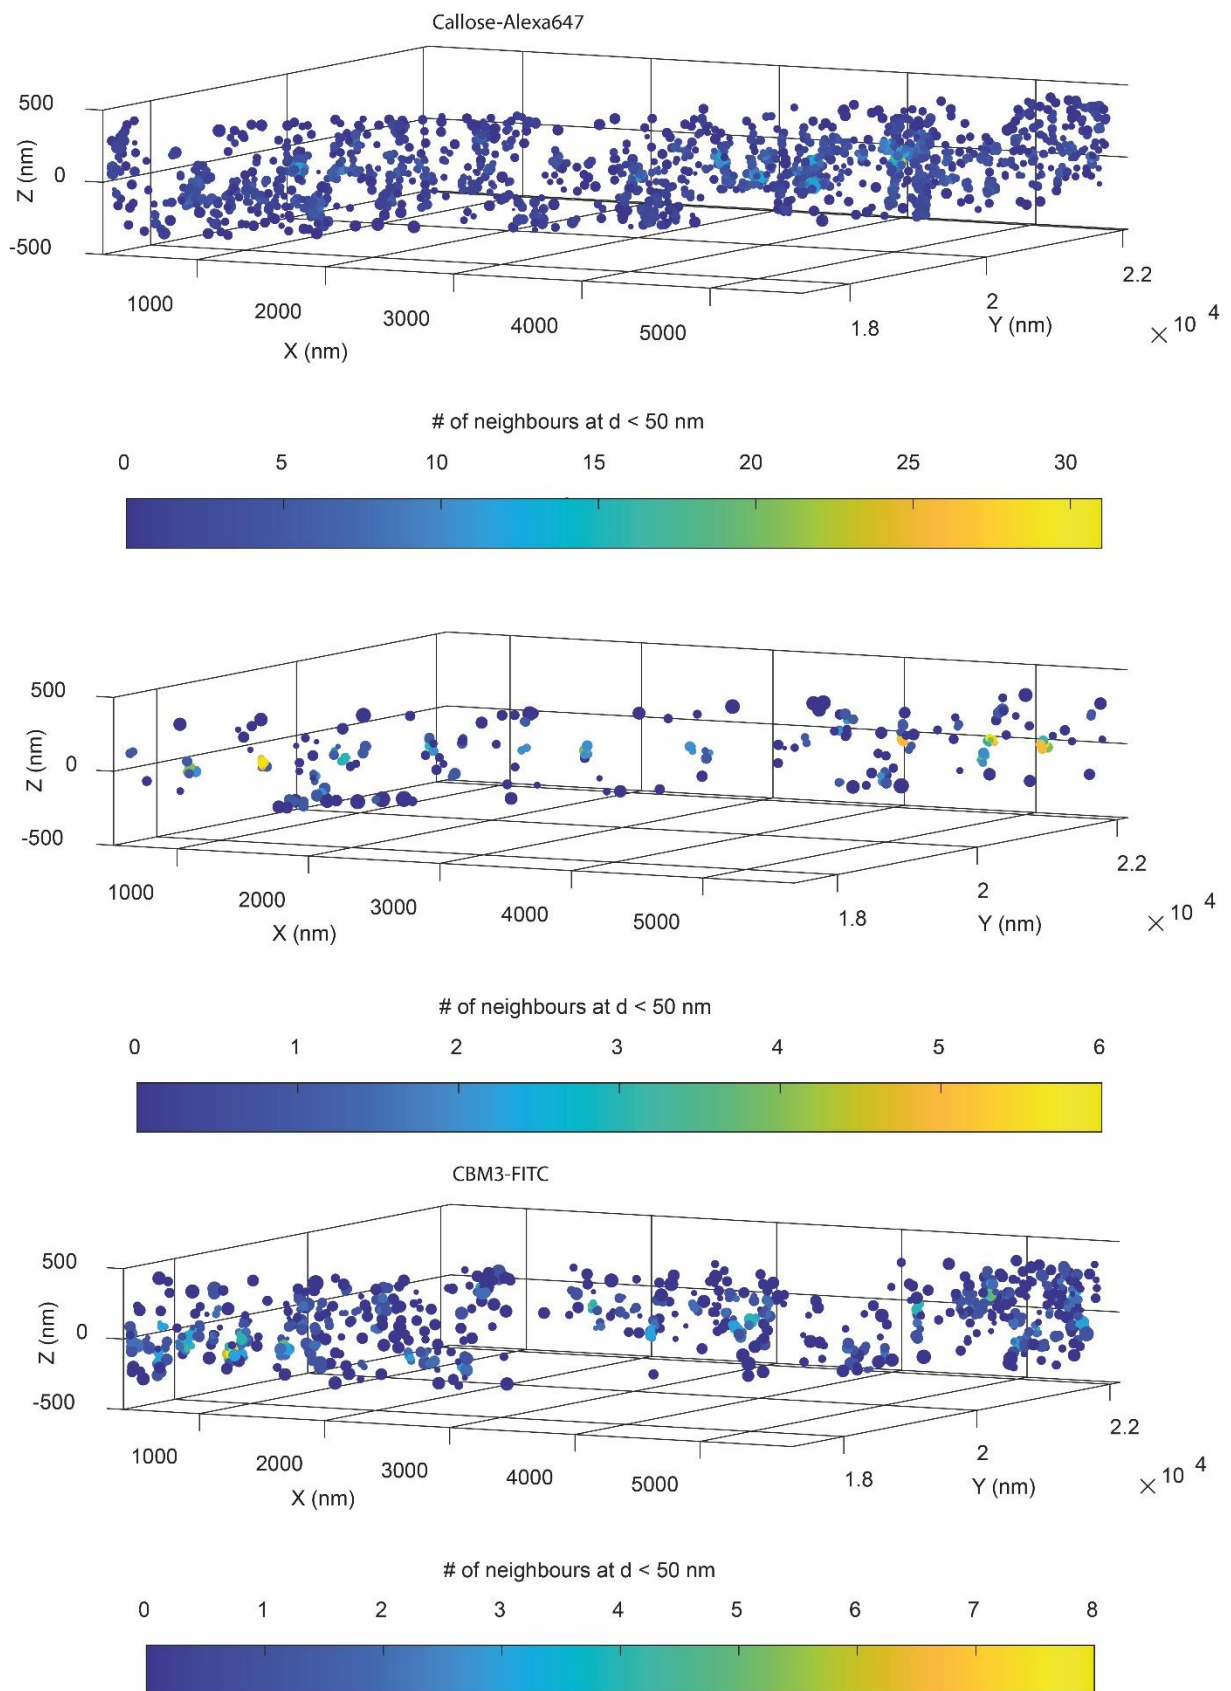 Callose-Alexa647
500
0
-500
Z (nm)
1000 2000 3000 4000 5000
X (nm)
1.8 2 2.2
Y (nm)
× 10 4
# of neighbours at d < 50 nm
0 5 10 15 20 25 30
500
0
-500
Z (nm)
1000 2000 3000 4000 5000
X (nm)
1.8 2 2.2
Y (nm)
× 10 4
# of neighbours at d < 50 nm
0 1 2 3 4 5 6
CBM3-FITC
500
0
-500
Z (nm)
1000 2000 3000 4000 5000
X (nm)
1.8 2 2.2
Y (nm)
× 10 4
# of neighbours at d < 50 nm
0 1 2 3 4 5 6 7 8